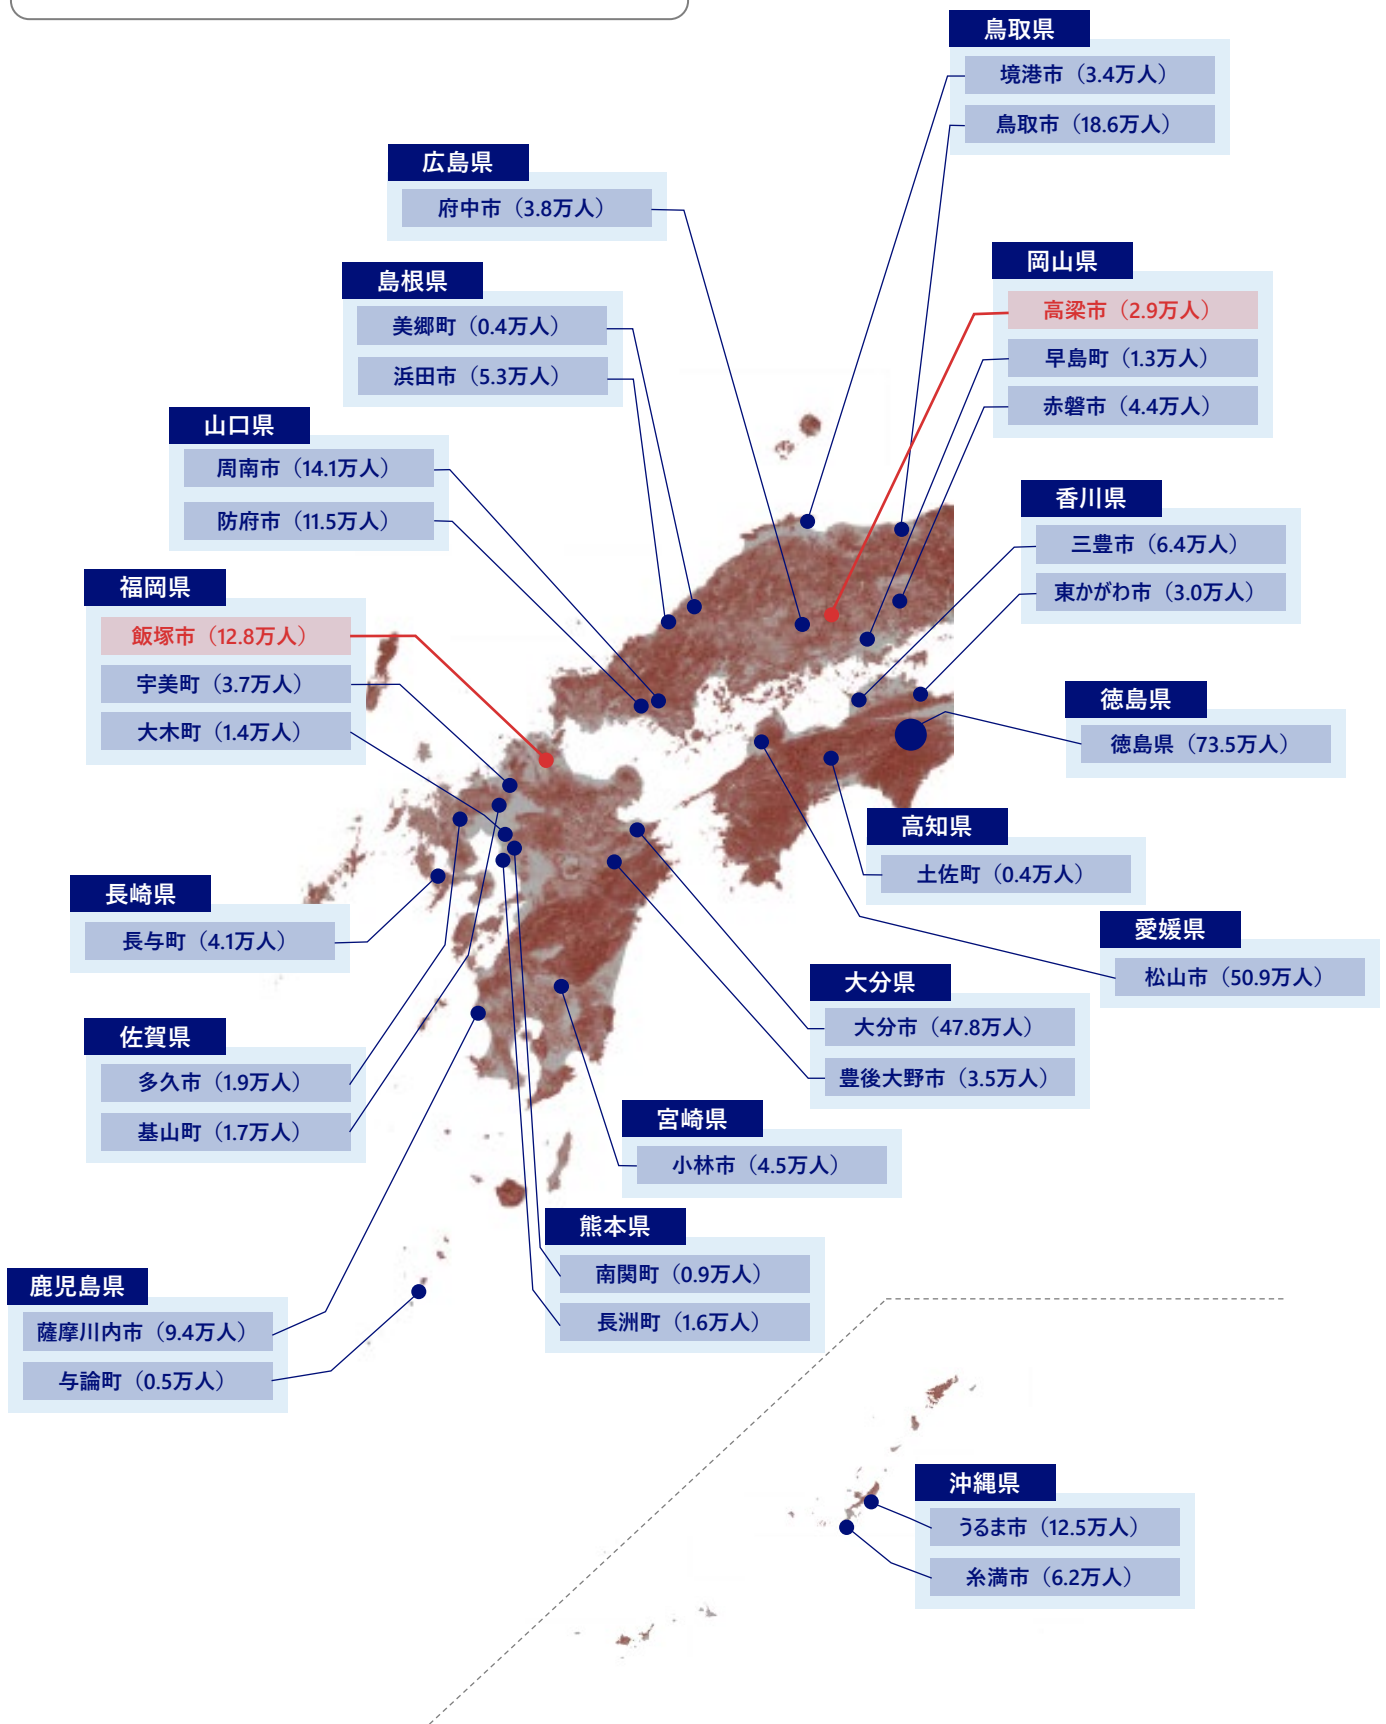 鳥取県
境港市（3.4万人）
鳥取市（18.6万人）
広島県
府中市（3.8万人）
岡山県
高梁市（2.9万人）
早島町（1.3万人）
赤磐市（4.4万人）
島根県
美郷町（0.4万人）
浜田市（5.3万人）
山口県
周南市（14.1万人）
防府市（11.5万人）
香川県
三豊市（6.4万人）
東かがわ市（3.0万人）
福岡県
飯塚市（12.8万人）
宇美町（3.7万人）
大木町（1.4万人）
徳島県
徳島県（73.5万人）
高知県
土佐町（0.4万人）
長崎県
長与町（4.1万人）
愛媛県
松山市（50.9万人）
大分県
大分市（47.8万人）
豊後大野市（3.5万人）
佐賀県
多久市（1.9万人）
基山町（1.7万人）
宮崎県
小林市（4.5万人）
熊本県
南関町（0.9万人）
長洲町（1.6万人）
鹿児島県
薩摩川内市（9.4万人）
与論町（0.5万人）
沖縄県
うるま市（12.5万人）
糸満市（6.2万人）